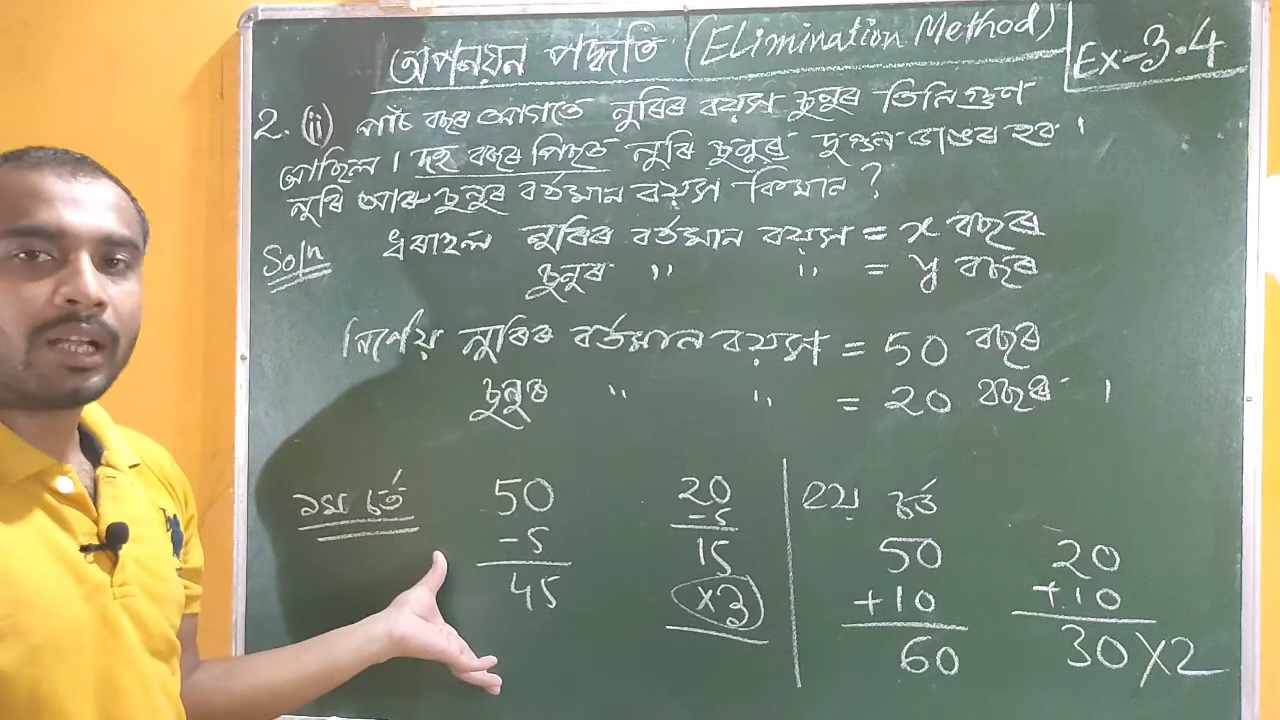 অপনয়ন পদ্ধতি (Elimination Method)
Ex-3.4
2. (ii) পাঁচ বছৰ আগতে নুৰিৰ বয়স চুনুৰ তিনিগুণ
আছিল। দহ বছৰ পিছত নুৰি চুনুৰ দুগুন ডাঙৰ হব।
নুৰি আৰু চুনুৰ বৰ্তমান বয়স কিমান?
Soln ধৰাহল নুৰিৰ বৰ্তমান বয়স = x বছৰ
চুনুৰ " " = y বছৰ
নিৰ্ণেয় নুৰিৰ বৰ্তমান বয়স = 50 বছৰ
চুনুৰ " " = 20 বছৰ ।
১ম চৰ্ত
50
-5
45
20
-5
15
×3
২য় চৰ্ত
50
+10
60
20
+10
30×2